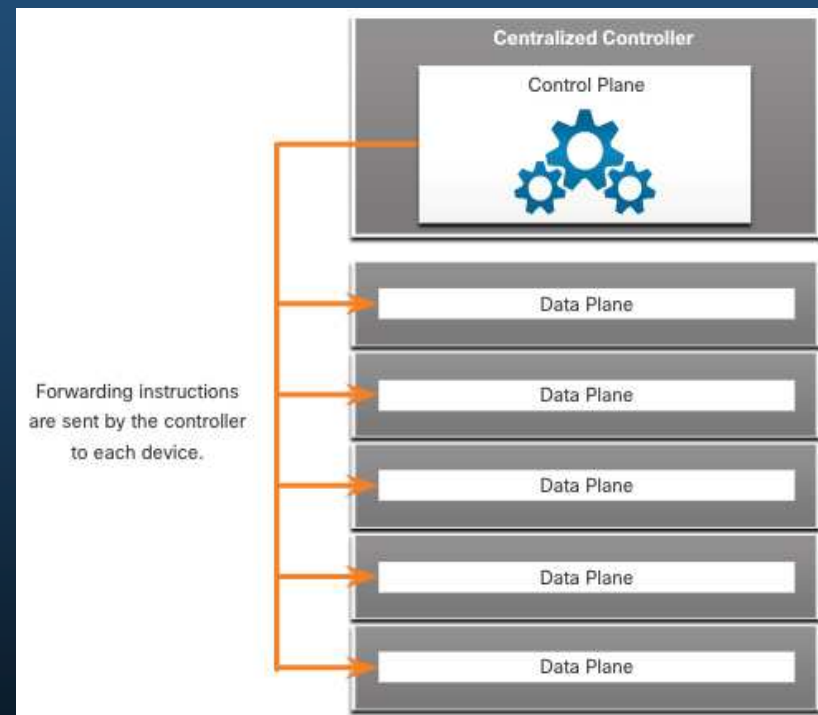 Centralized Controller
Control Plane
Data Plane
Data Plane
Forwarding instructions
are sent by the controller
to each device.
Data Plane
Data Plane
Data Plane